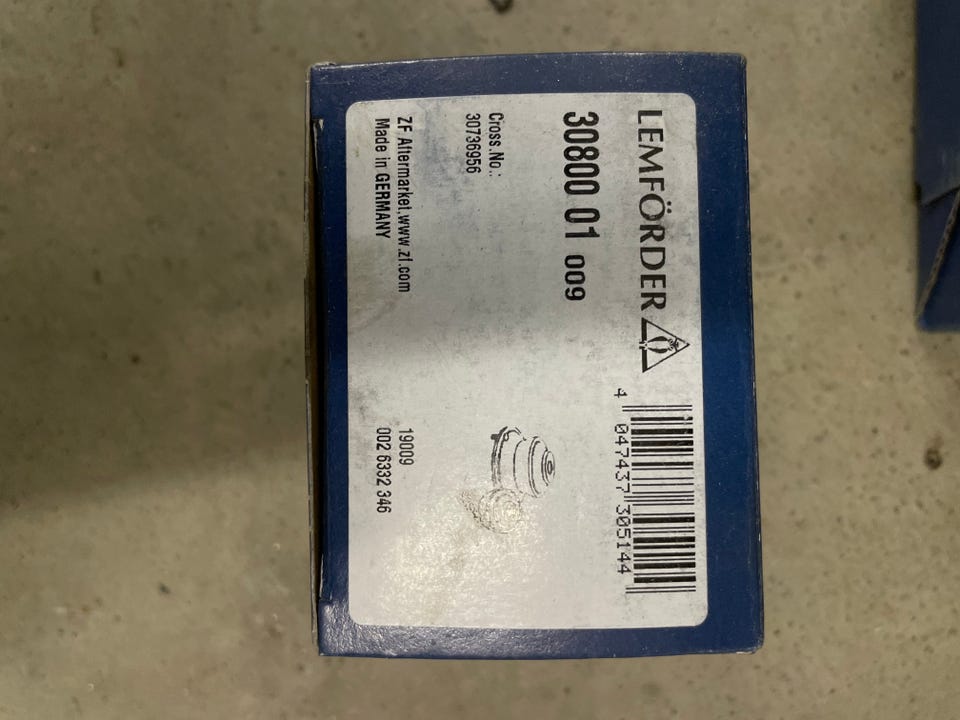 LEMFÖRDER
4 047437 305144
30800 01 009
Cross.No.:
30736956
ZF Aftermarket,www.zf.com
Made in GERMANY
19009
002 6332 346